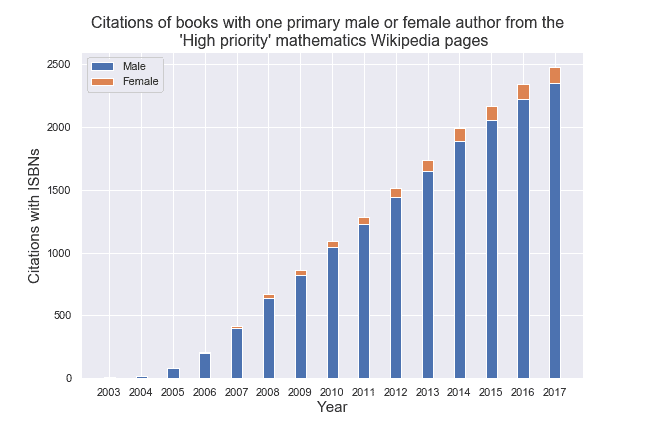 Citations of books with one primary male or female author from the
'High priority' mathematics Wikipedia pages
Male
Female
2500
2000
1500
1000
500
0
Citations with ISBNs
2003 2004 2005 2006 2007 2008 2009 2010 2011 2012 2013 2014 2015 2016 2017
Year